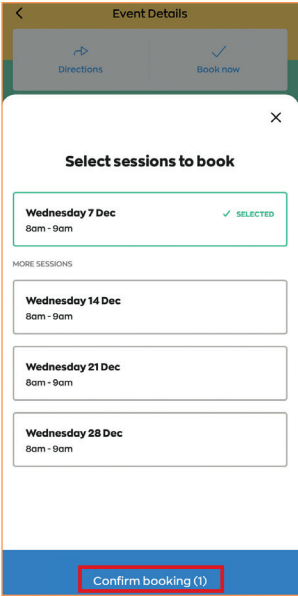 Event Details
Directions
Book now
Select sessions to book
Wednesday 7 Dec
SELECTED
8am - 9am
MORE SESSIONS
Wednesday 14 Dec
8am - 9am
Wednesday 21 Dec
8am - 9am
Wednesday 28 Dec
8am - 9am
Confirm booking (1)